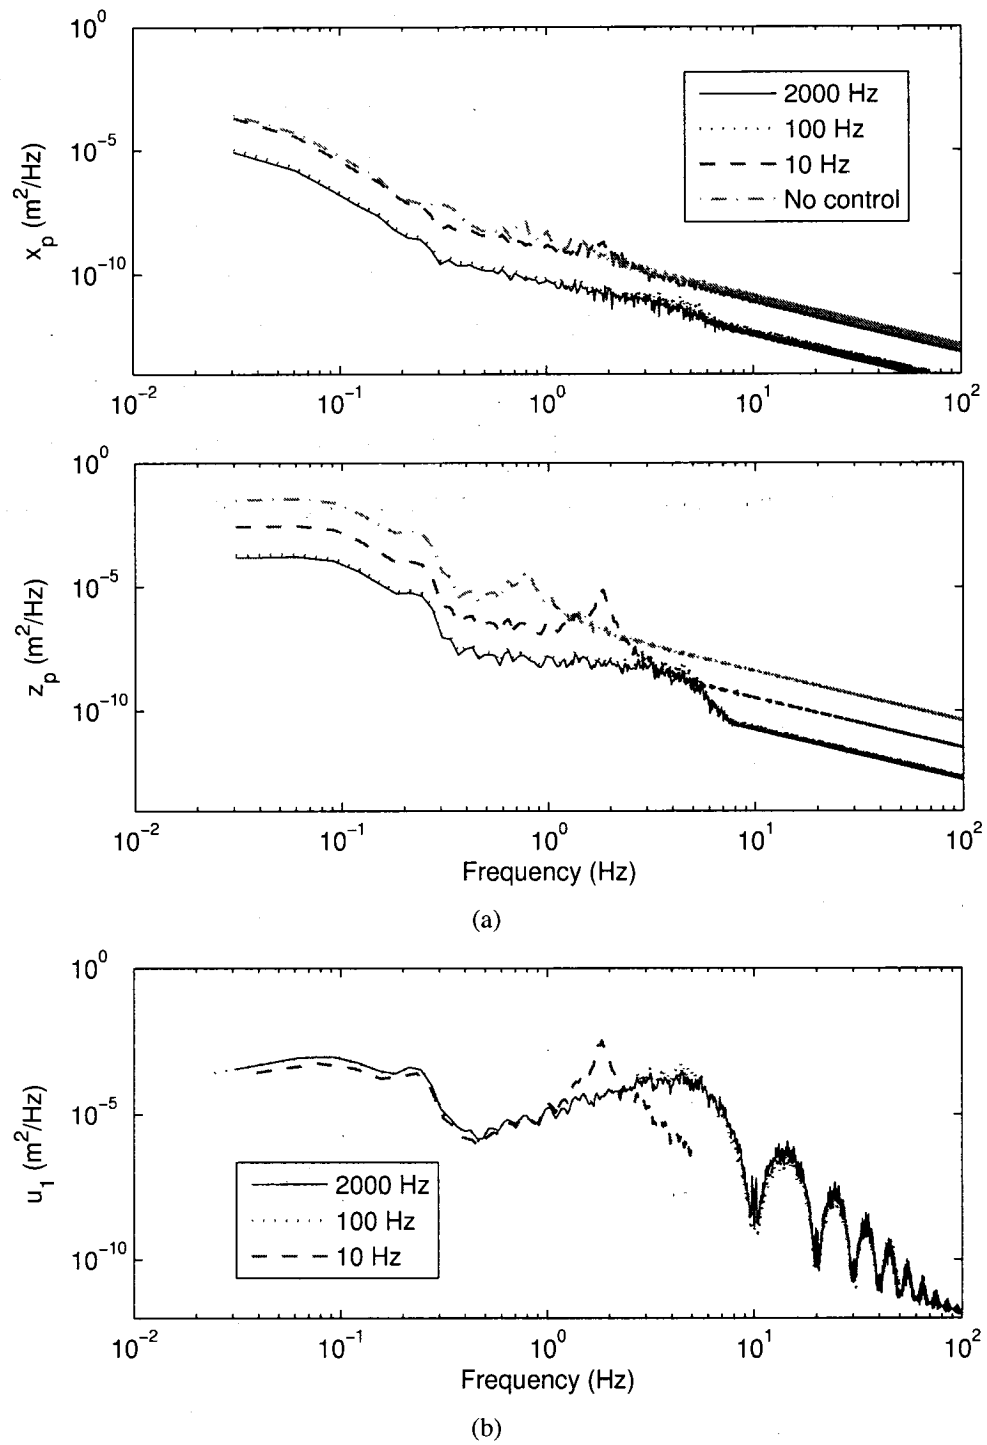 10^0
10^-5
10^-10
x_p (m^2/Hz)
2000 Hz
100 Hz
10 Hz
No control
10^-2 10^-1 10^0 10^1 10^2
10^0
10^-5
10^-10
z_p (m^2/Hz)
10^-2 10^-1 10^0 10^1 10^2
Frequency (Hz)
(a)
10^0
10^-5
10^-10
u_1 (m^2/Hz)
2000 Hz
100 Hz
10 Hz
10^-2 10^-1 10^0 10^1 10^2
Frequency (Hz)
(b)